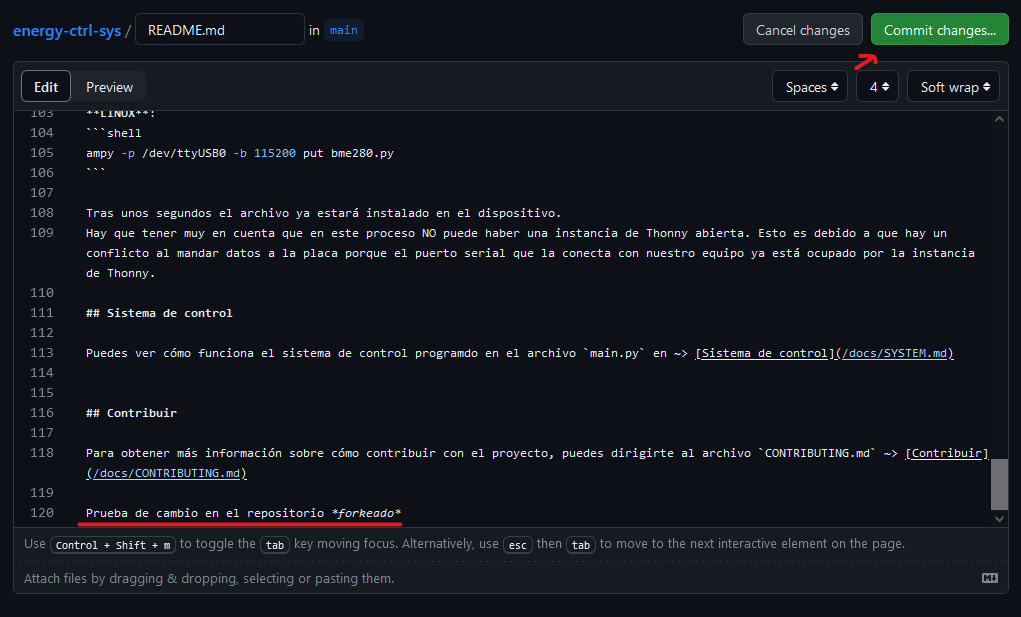 energy-ctrl-sys / README.md in main Cancel changes Commit changes...
Edit Preview Spaces 4 Soft wrap
103 **LINUX**:
104 ```shell
105 ampy -p /dev/ttyUSB0 -b 115200 put bme280.py
106 ```
107
108 Tras unos segundos el archivo ya estará instalado en el dispositivo.
109 Hay que tener muy en cuenta que en este proceso NO puede haber una instancia de Thonny abierta. Esto es debido a que hay un
conflicto al mandar datos a la placa porque el puerto serial que la conecta con nuestro equipo ya está ocupado por la instancia
de Thonny.
110
111 ## Sistema de control
112
113 Puedes ver cómo funciona el sistema de control programdo en el archivo `main.py` en ~> [Sistema de control](/docs/SYSTEM.md)
114
115
116 ## Contribuir
117
118 Para obtener más información sobre cómo contribuir con el proyecto, puedes dirigirte al archivo `CONTRIBUTING.md` ~> [Contribuir]
(/docs/CONTRIBUTING.md)
119
120 Prueba de cambio en el repositorio *forkeado*
Use Control + Shift + m to toggle the tab key moving focus. Alternatively, use esc then tab to move to the next interactive element on the page.
Attach files by dragging & dropping, selecting or pasting them.